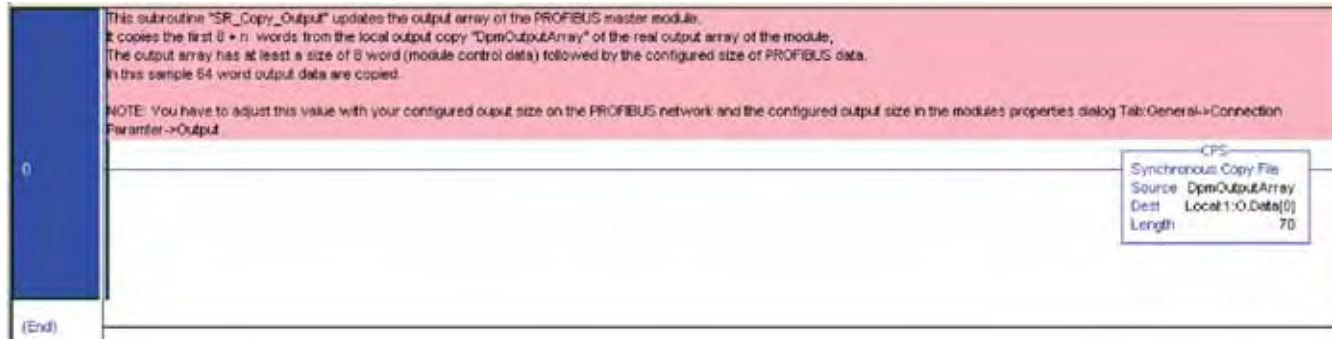 This subroutine "SR_Copy_Output" updates the output array of the PROFIBUS master module.
It copies the first 8 + n words from the local output copy "DpmOutputArray" of the real output array of the module,
The output array has at least a size of 8 word (module control data) followed by the configured size of PROFIBUS data.
In this sample 64 word output data are copied.
NOTE: You have to adjust this value with your configured ouput size on the PROFIBUS network and the configured output size in the modules properties dialog Tab:General->Connection
Paramter->Output
0
CPS
Synchronous Copy File
Source DpmOutputArray
Dest Local:1:O.Data[0]
Length 70
(End)